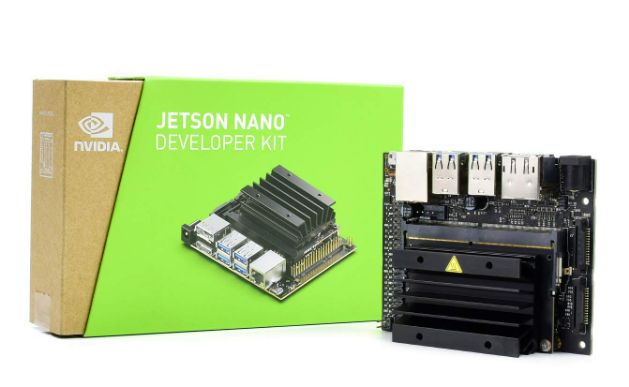 NVIDIA.
JETSON NANO™
DEVELOPER KIT